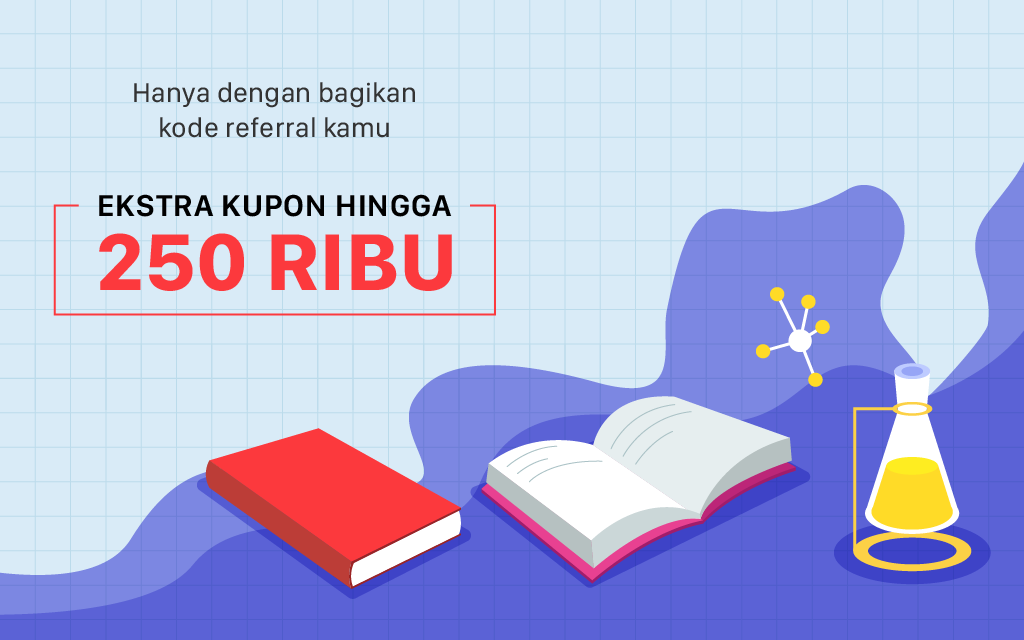 Hanya dengan bagikan
kode referral kamu
EKSTRA KUPON HINGGA
250 RIBU